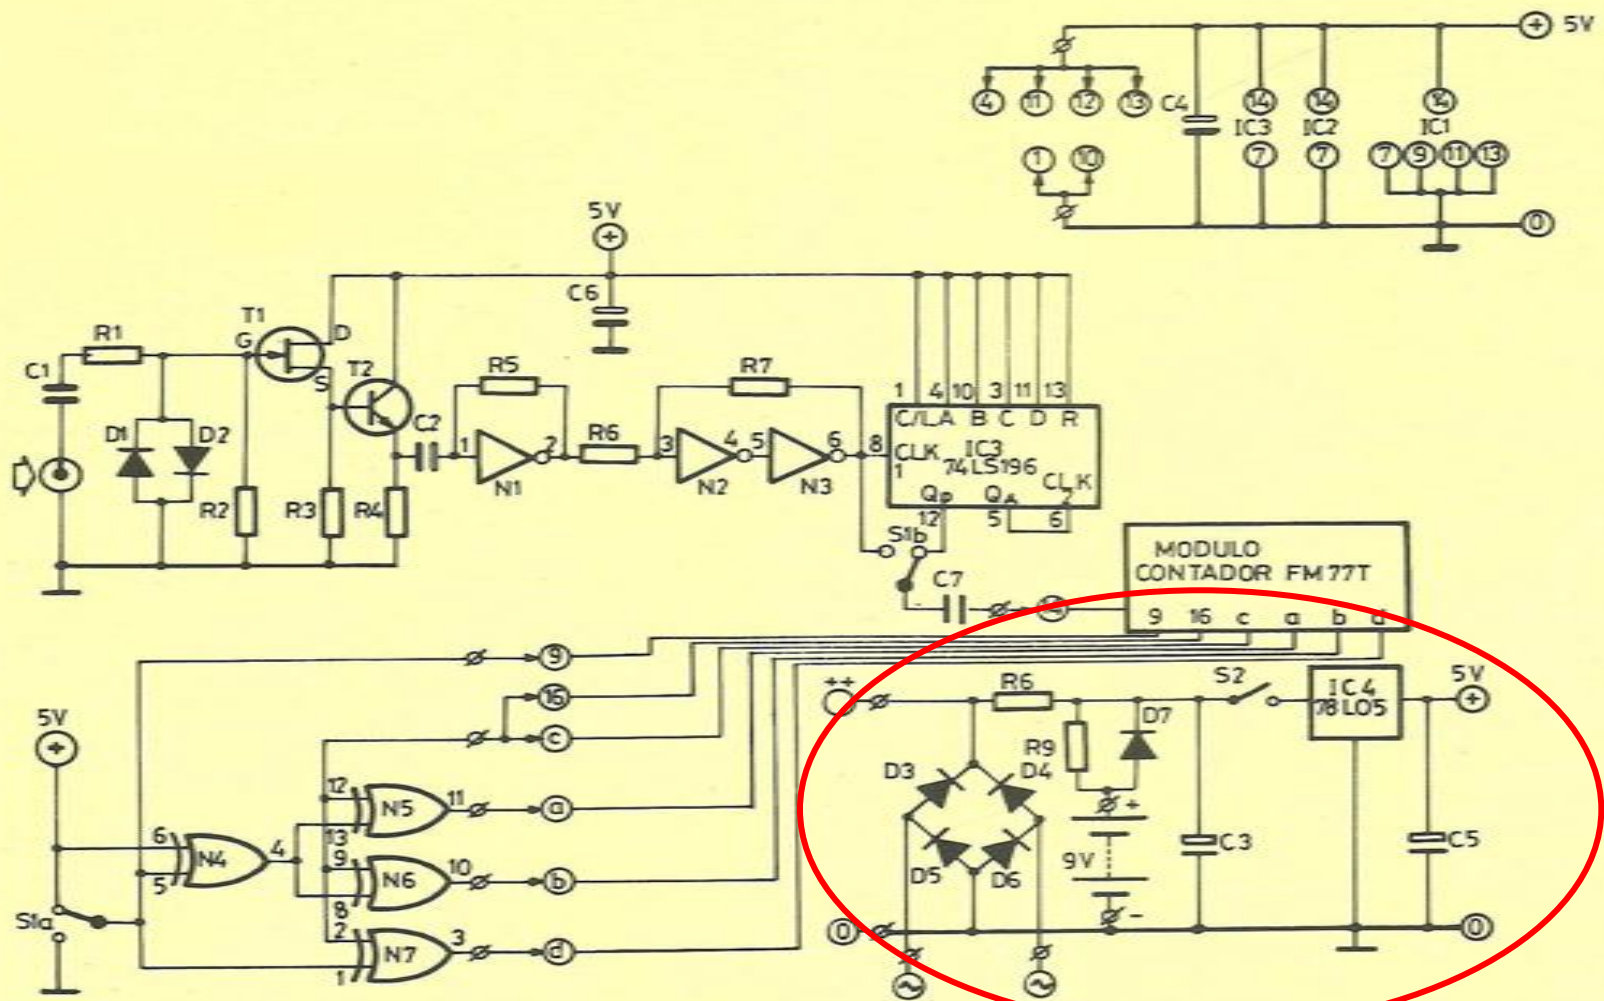 5V
4 11 12 13 C4 14 14 14
IC3 IC2 IC1
1 10 7 7 7 9 11 13
0
5V
C6
T1
R1 G D
C1 S T2
R5 R7
1 4 10 3 11 13
C/L A B C D R
D1 D2 C2 1 2 R6 3 4 5 6 8 CLK IC3
1 74LS196
N1 N2 N3 CLK
QD QA 2
R2 R3 R4 12 5 6
S1b
MODULO
CONTADOR FM77T
C7 14
9 16 c a b d
9
++ R6 S2 IC4
78L05 5V
16
5V
c
D7
R9
D3 D4
12 N5 11 a
13
6 N4 4
5
9 N6 10 b
8
D5 D6 9V C3 C5
+
-
S1a
2 N7 3 d
1
0 0